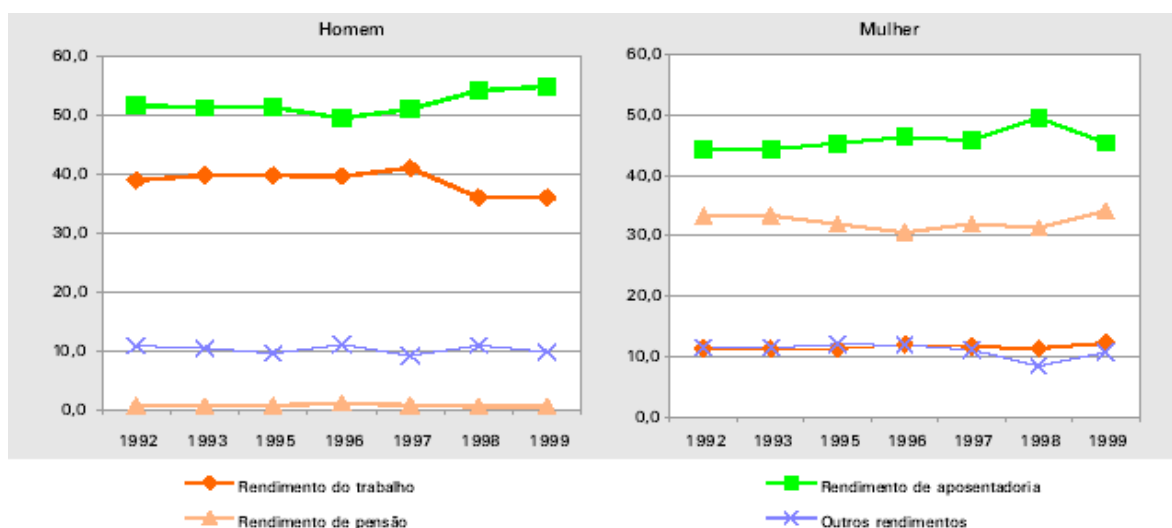 Homem
60,0
50,0
40,0
30,0
20,0
10,0
0,0
1992 1993 1995 1996 1997 1998 1999
Mulher
60,0
50,0
40,0
30,0
20,0
10,0
0,0
1992 1993 1995 1996 1997 1998 1999
Rendimento do trabalho
Rendimento de aposentadoria
Rendimento de pensão
Outros rendimentos